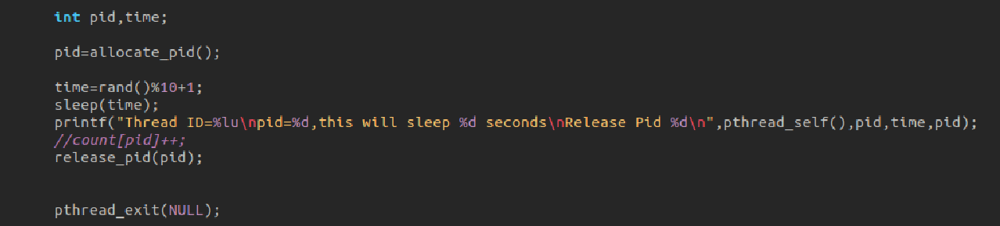 int pid,time;
pid=allocate_pid();
time=rand()%10+1;
sleep(time);
printf("Thread ID=%lu\npid=%d,this will sleep %d seconds\nRelease Pid %d\n",pthread_self(),pid,time,pid);
//count[pid]++;
release_pid(pid);
pthread_exit(NULL);